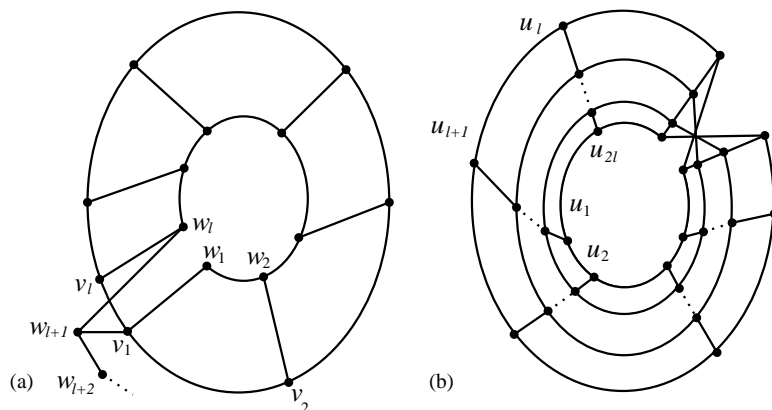 (a)
v_l
w_l
w_1
w_2
w_{l+1}
v_1
w_{l+2}
v_2
(b)
u_l
u_{l+1}
u_{2l}
u_1
u_2